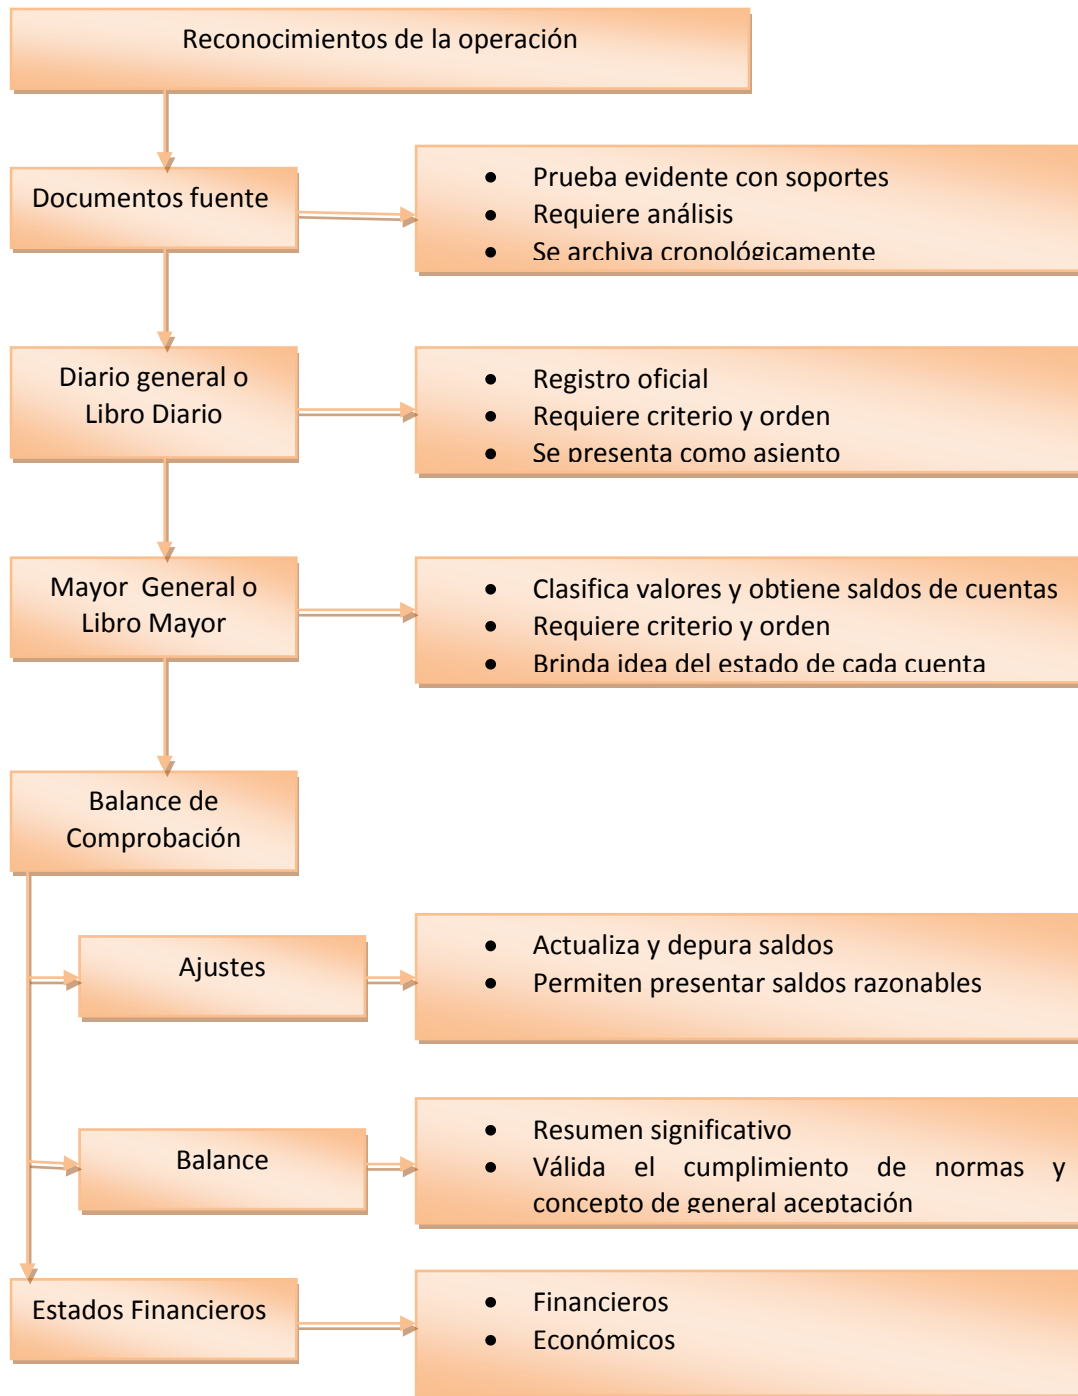 Reconocimientos de la operación
Documentos fuente
• Prueba evidente con soportes
• Requiere análisis
• Se archiva cronológicamente
Diario general o
Libro Diario
• Registro oficial
• Requiere criterio y orden
• Se presenta como asiento
Mayor  General o
Libro Mayor
• Clasifica valores y obtiene saldos de cuentas
• Requiere criterio y orden
• Brinda idea del estado de cada cuenta
Balance de
Comprobación
Ajustes
• Actualiza y depura saldos
• Permiten presentar saldos razonables
Balance
• Resumen significativo
• Válida el cumplimiento de normas y
concepto de general aceptación
Estados Financieros
• Financieros
• Económicos